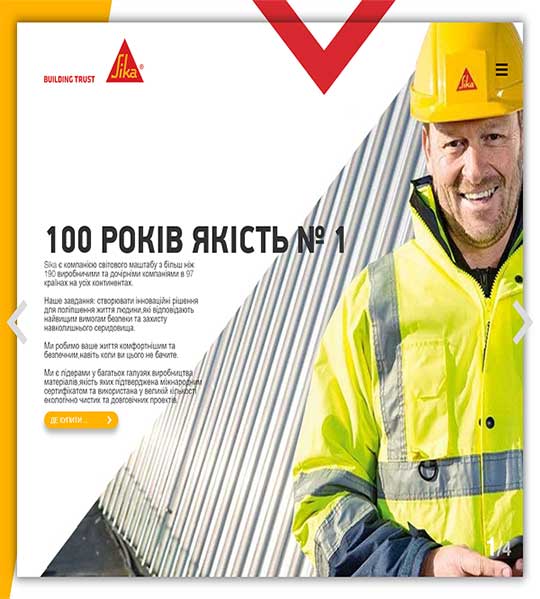 BUILDING TRUST
Sika®
Sika
100 РОКІВ ЯКІСТЬ № 1
Sika є компанією світового маштабу з більш ніж
190 виробничими та дочірніми компаніями в 97
країнах на усіх континентах.
Наше завдання: створювати інноваційні рішення
для поліпшення життя людини,які відповідають
найвищим вимогам безпеки та захисту
навколишнього середовища.
Ми робимо ваше життя комфортнішим та
безпечним,навіть коли ви цього не бачите.
Ми є лідерами у багатьох галузях виробництва
матеріалів,якість яких підтверджена міжнародним
сертифікатом та використана у великій кількості
екологічно чистих та довговічних проектів.
ДЕ КУПИТИ...
1/4